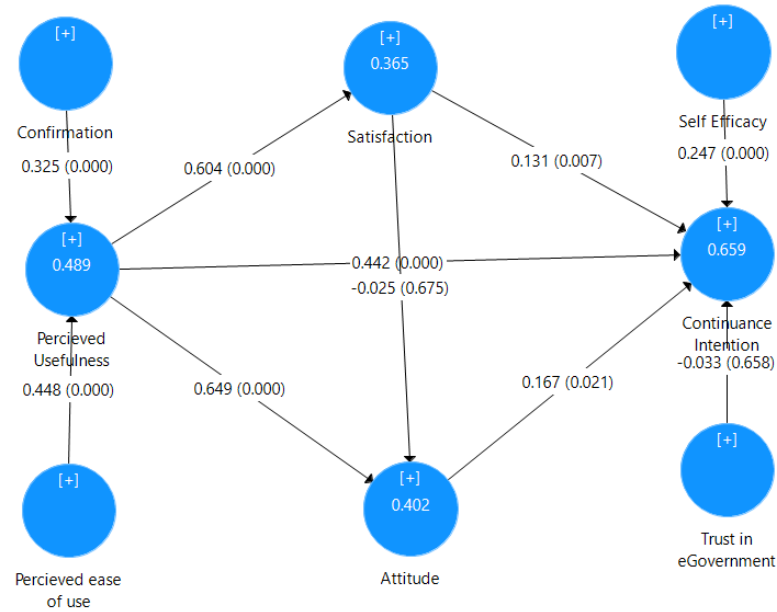 [+]
Confirmation
0.325 (0.000)
[+]
0.365
Satisfaction
[+]
Self Efficacy
0.247 (0.000)
0.604 (0.000)
0.131 (0.007)
[+]
0.489
Percieved
Usefulness
0.442 (0.000)
-0.025 (0.675)
[+]
0.659
Continuance
Intention
-0.033 (0.658)
0.448 (0.000)
0.649 (0.000)
0.167 (0.021)
[+]
Percieved ease
of use
[+]
0.402
Attitude
[+]
Trust in
eGovernment